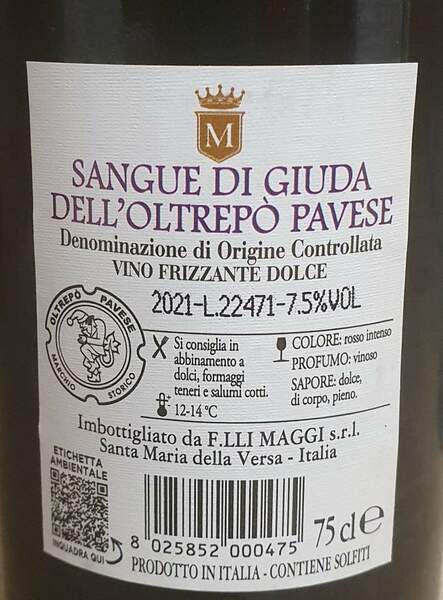 M
SANGUE DI GIUDA
DELL'OLTREPÒ PAVESE
Denominazione di Origine Controllata
VINO FRIZZANTE DOLCE
2021-L.22471-7.5%VOL
OLTREPÒ PAVESE
MARCHIO STORICO
Si consiglia in
abbinamento a
dolci, formaggi
teneri e salumi cotti.
12-14 °C
COLORE: rosso intenso
PROFUMO: vinoso
SAPORE: dolce,
di corpo, pieno.
Imbottigliato da F.LLI MAGGI s.r.l.
Santa Maria della Versa - Italia
ETICHETTA
AMBIENTALE
INQUADRA QUI
8 025852 000475
75 cl e
PRODOTTO IN ITALIA - CONTIENE SOLFITI